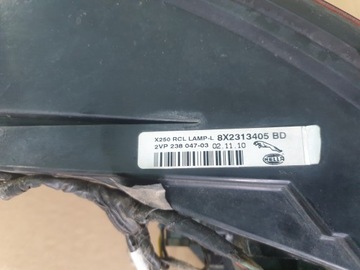 X250 RCL LAMP-L 8X2313405 BD
2VP 238 047-03 02.11.10
HELLA